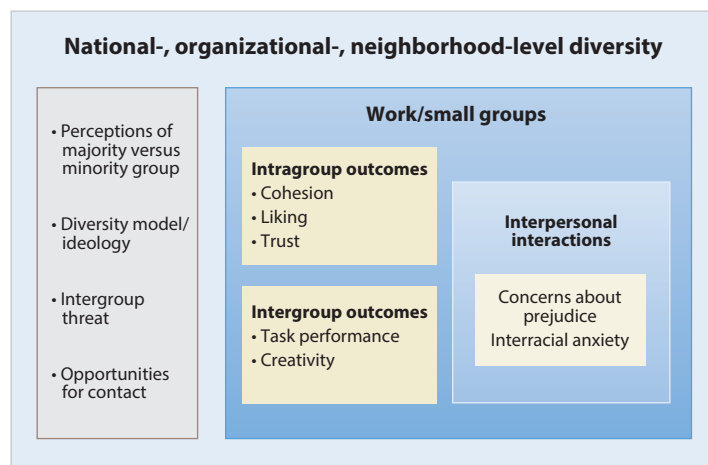 National-, organizational-, neighborhood-level diversity
• Perceptions of
majority versus
minority group
• Diversity model/
ideology
• Intergroup
threat
• Opportunities
for contact
Work/small groups
Intragroup outcomes
• Cohesion
• Liking
• Trust
Intergroup outcomes
• Task performance
• Creativity
Interpersonal
interactions
Concerns about
prejudice
Interracial anxiety